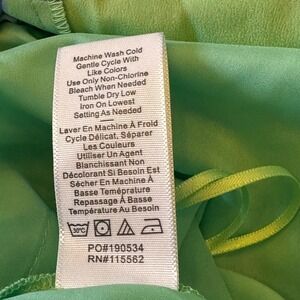 Machine Wash Cold
Gentle Cycle With
Like Colors
Use Only Non-Chlorine
Bleach When Needed
Tumble Dry Low
Iron On Lowest
Setting As Needed
Laver En Machine À Froid
Cycle Délicat, Séparer
Les Couleurs
Utiliser Un Agent
Blanchissant Non
Décolorant Si Besoin Est
Sécher En Machine À
Basse Température
Repassage À Basse
Température Au Besoin
30°C
PO#190534
RN#115562